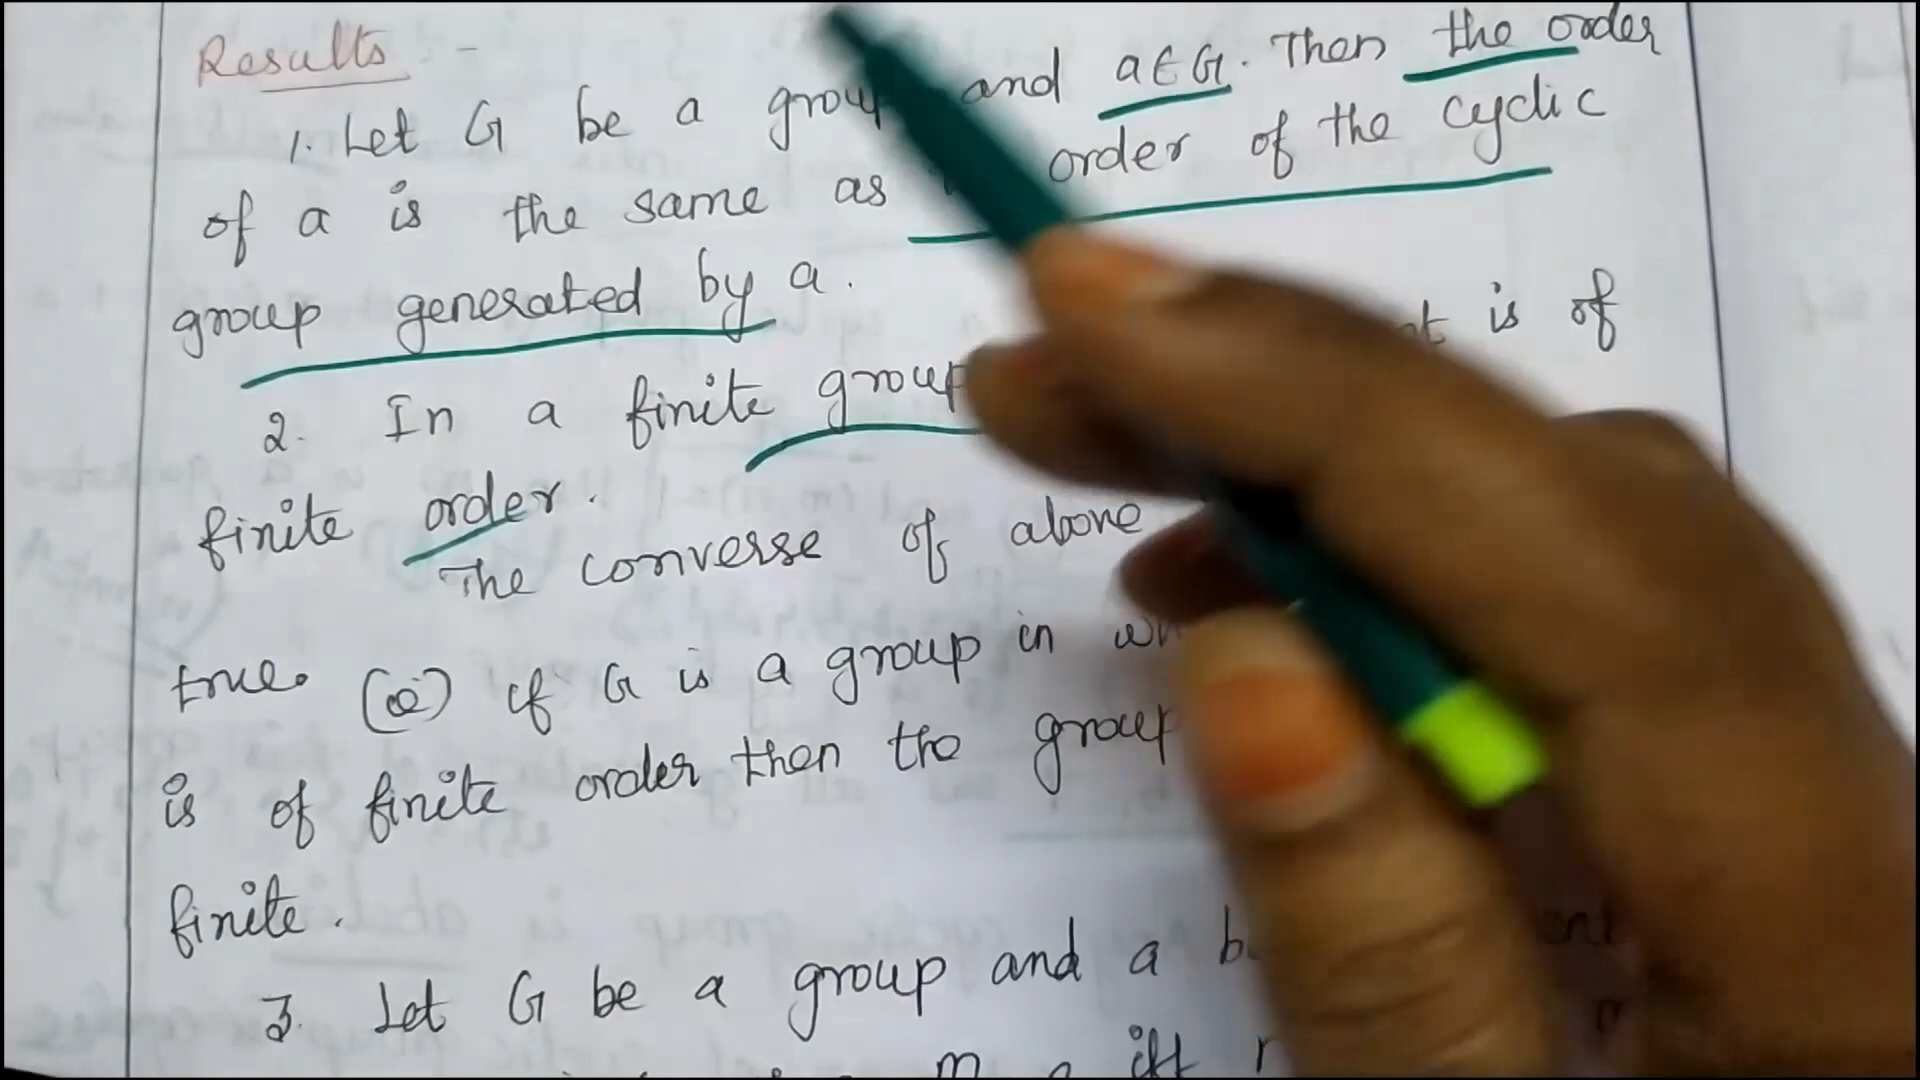 Results -
1. Let G be a group and a∈G. Then the order
of a is the same as order of the cyclic
group generated by a.
2. In a finite group is of
finite order.
The converse of above
true. (ie) if G is a group in
is of finite order then the group
finite.
3. Let G be a group and a
m iff